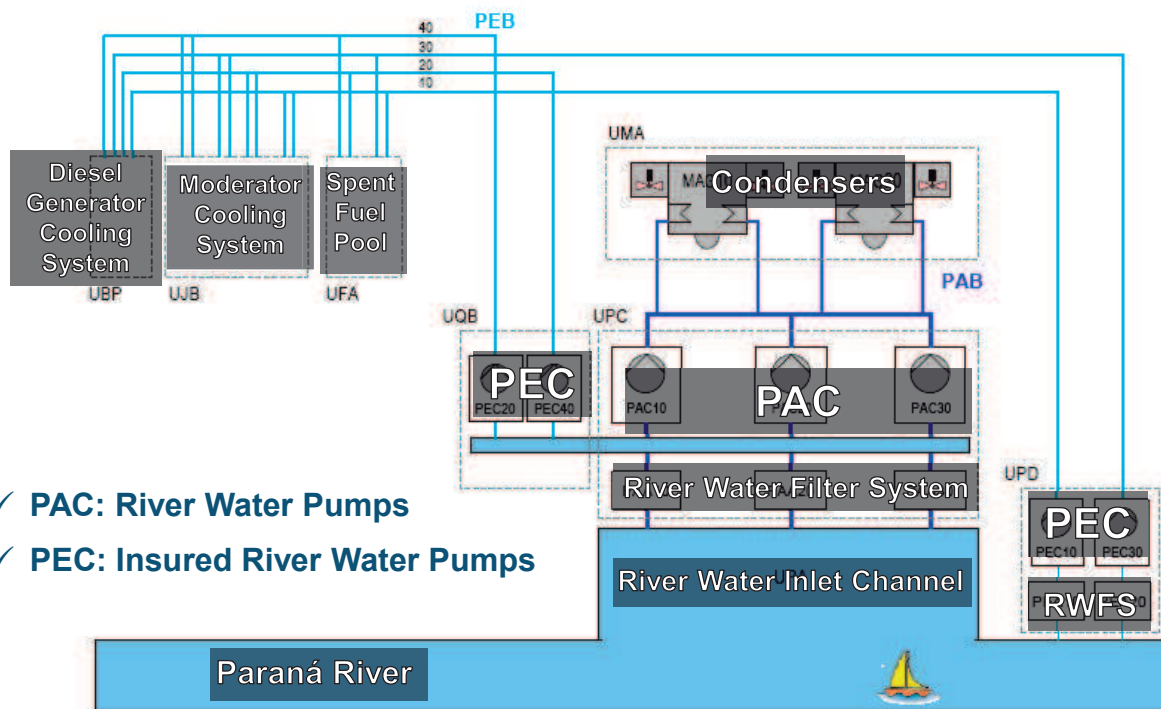 40
PEB
30
20
10
UMA
Diesel
Generator
Cooling
System
Moderator
Cooling
System
Spent
Fuel
Pool
Condensers
UBP
UJB
UFA
PAB
UQB
UPC
PEC
PEC20
PEC40
PAC
PAC10
PAC30
River Water Filter System
UPD
✓ PAC: River Water Pumps
✓ PEC: Insured River Water Pumps
PEC
PEC10
PEC30
River Water Inlet Channel
RWFS
Paraná River